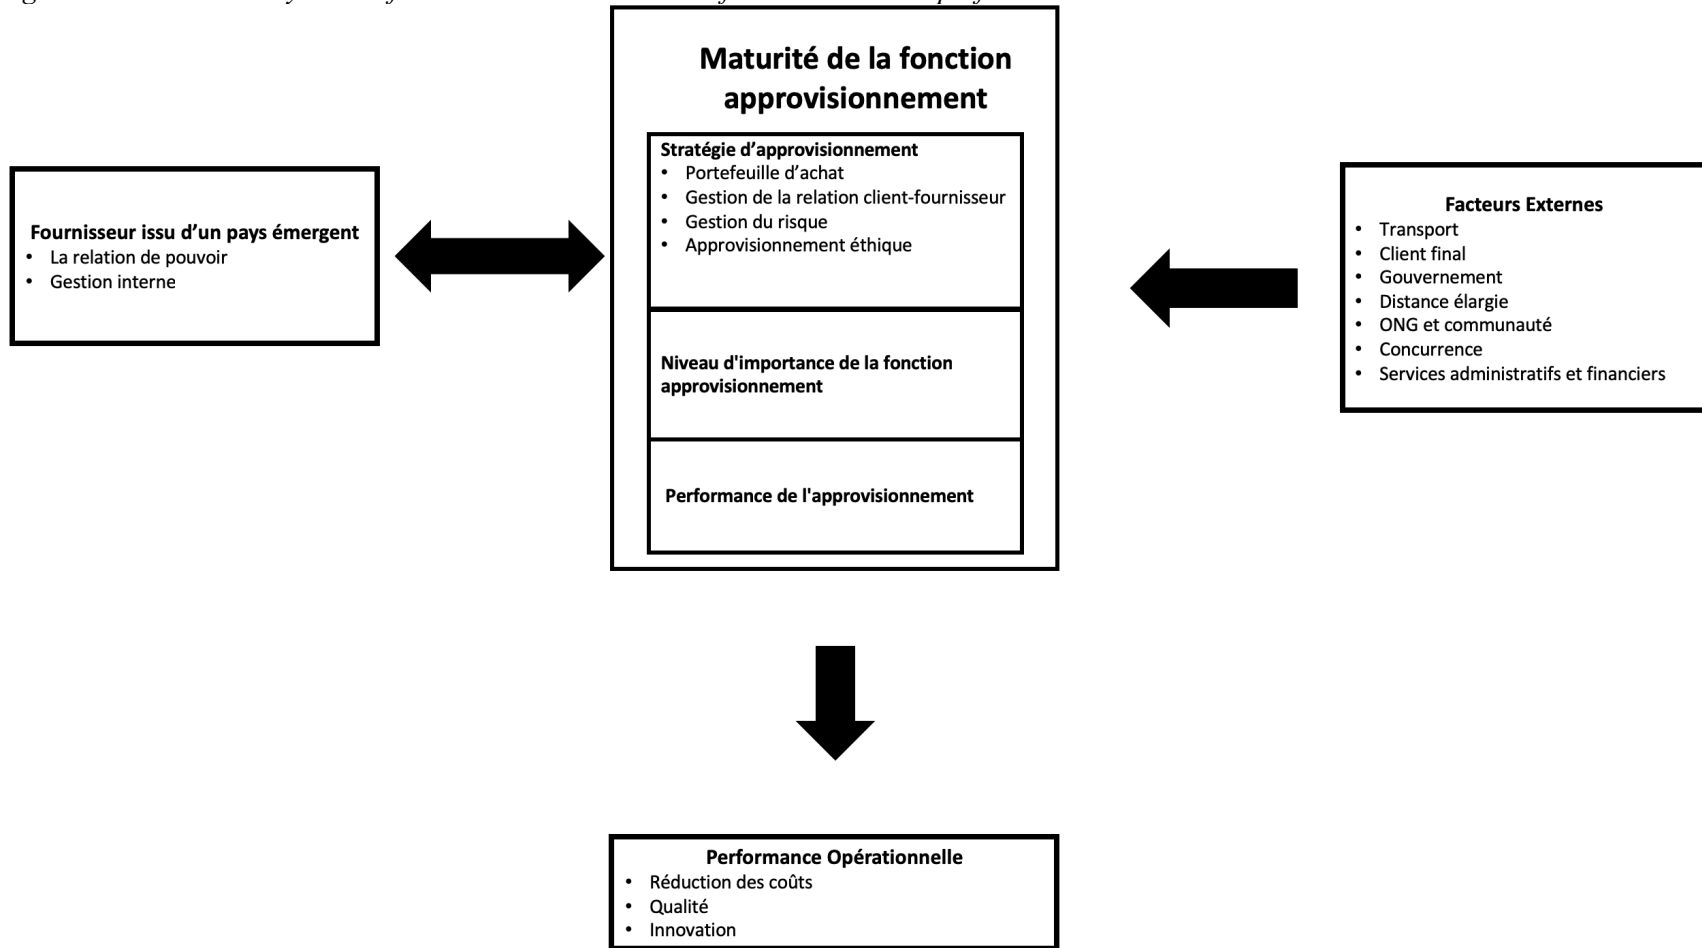 Maturité de la fonction
approvisionnement
Stratégie d’approvisionnement
• Portefeuille d’achat
• Gestion de la relation client-fournisseur
• Gestion du risque
• Approvisionnement éthique
Niveau d'importance de la fonction
approvisionnement
Performance de l'approvisionnement
Fournisseur issu d’un pays émergent
• La relation de pouvoir
• Gestion interne
Facteurs Externes
• Transport
• Client final
• Gouvernement
• Distance élargie
• ONG et communauté
• Concurrence
• Services administratifs et financiers
Performance Opérationnelle
• Réduction des coûts
• Qualité
• Innovation